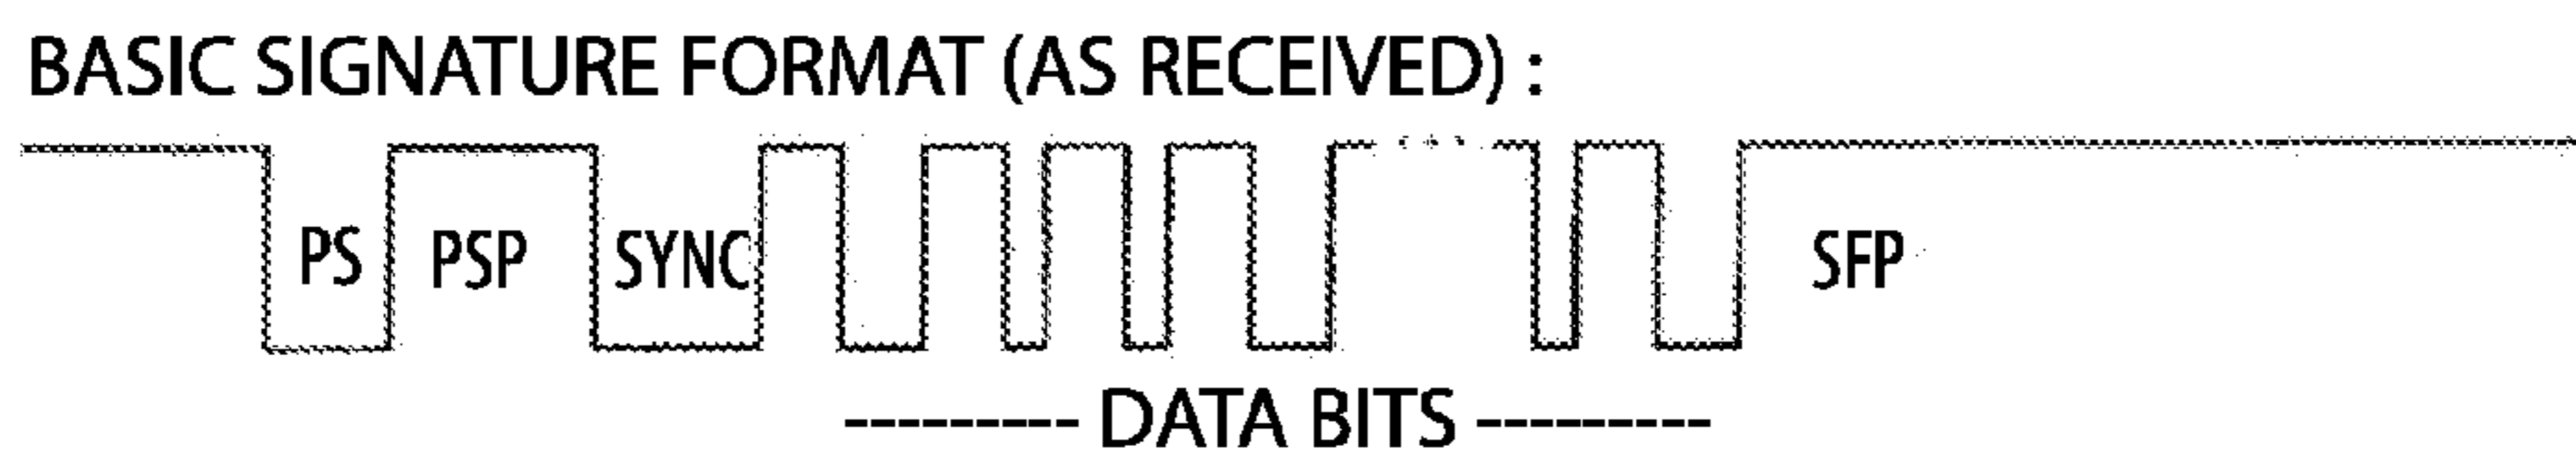 BASIC SIGNATURE FORMAT (AS RECEIVED) :
PS PSP SYNC SFP
--------- DATA BITS ---------